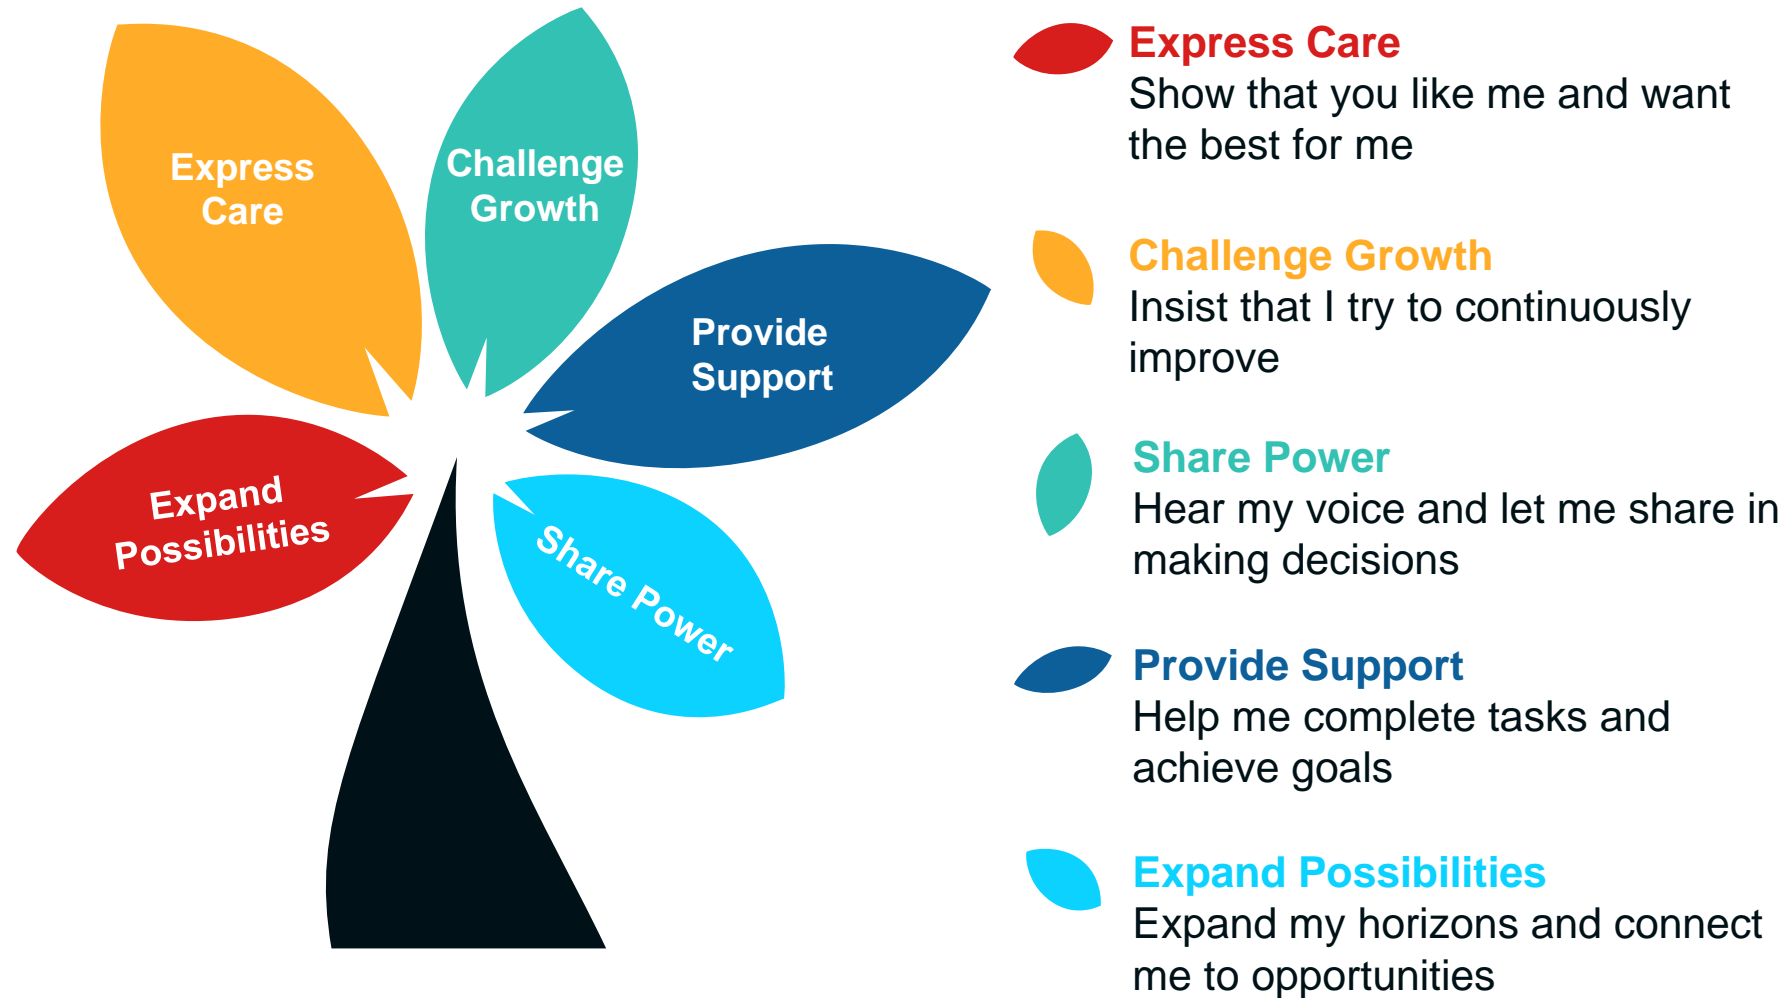 Express
Care
Challenge
Growth
Provide
Support
Expand
Possibilities
Share Power
Express Care
Show that you like me and want
the best for me
Challenge Growth
Insist that I try to continuously
improve
Share Power
Hear my voice and let me share in
making decisions
Provide Support
Help me complete tasks and
achieve goals
Expand Possibilities
Expand my horizons and connect
me to opportunities